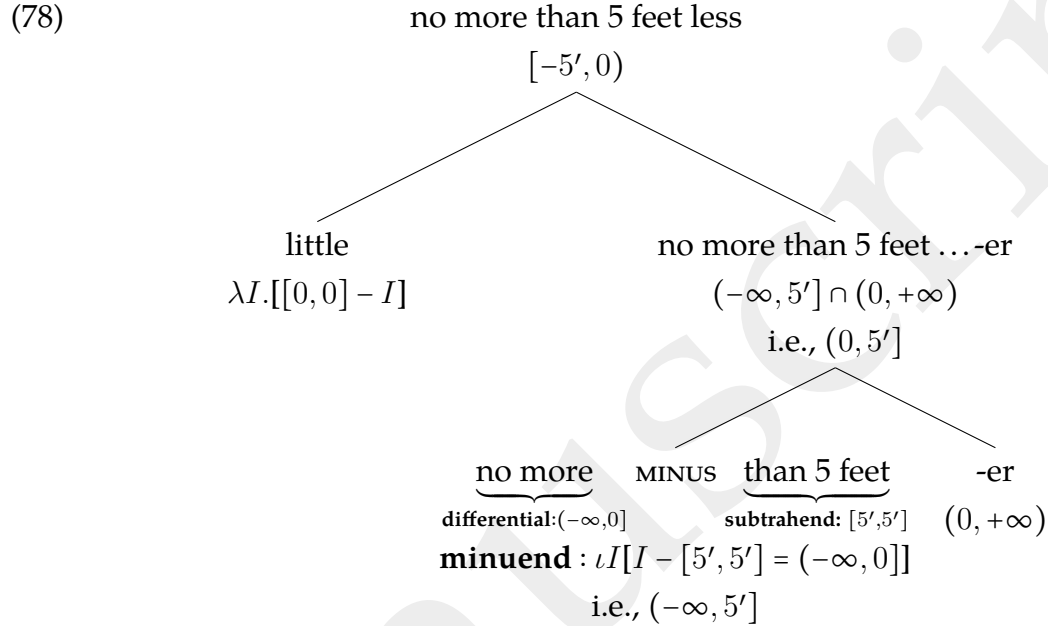 (78)
no more than 5 feet less
[−5′, 0)
little no more than 5 feet …-er
λI.[[0, 0] − I] (−∞, 5′] ∩ (0, +∞)
i.e., (0, 5′]
no more MINUS than 5 feet -er
differential:(−∞,0] subtrahend: [5′,5′] (0, +∞)
minuend : ιI[I − [5′, 5′] = (−∞, 0]]
i.e., (−∞, 5′]